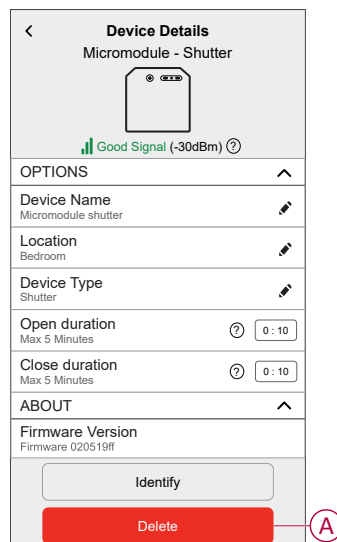 Device Details
Micromodule - Shutter
Good Signal (-30dBm) ?
OPTIONS
Device Name
Micromodule shutter
Location
Bedroom
Device Type
Shutter
Open duration
Max 5 Minutes
? 0 : 10
Close duration
Max 5 Minutes
? 0 : 10
ABOUT
Firmware Version
Firmware 020519ff
Identify
Delete
A